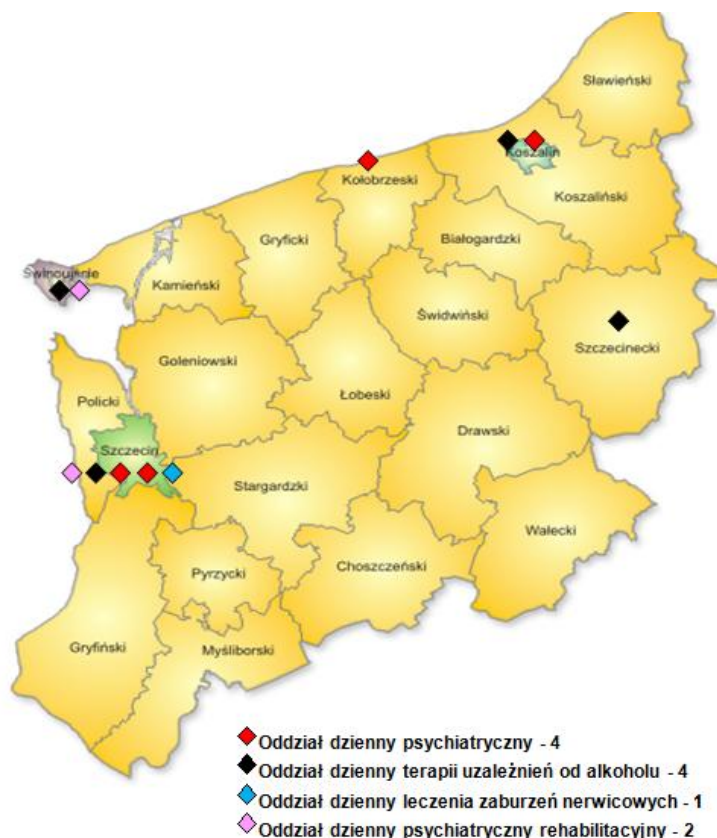 Sławieński
Koszalin
Kołobrzeski
Koszaliński
Gryficki
Białogardzki
Świnoujście
Kamieński
Świdwiński
Szczecinecki
Goleniowski
Policki
Łobeski
Drawski
Szczecin
Stargardzki
Wałecki
Choszczeński
Pyrzycki
Gryfiński
Myśliborski
Oddział dzienny psychiatryczny - 4
Oddział dzienny terapii uzależnień od alkoholu - 4
Oddział dzienny leczenia zaburzeń nerwicowych - 1
Oddział dzienny psychiatryczny rehabilitacyjny - 2